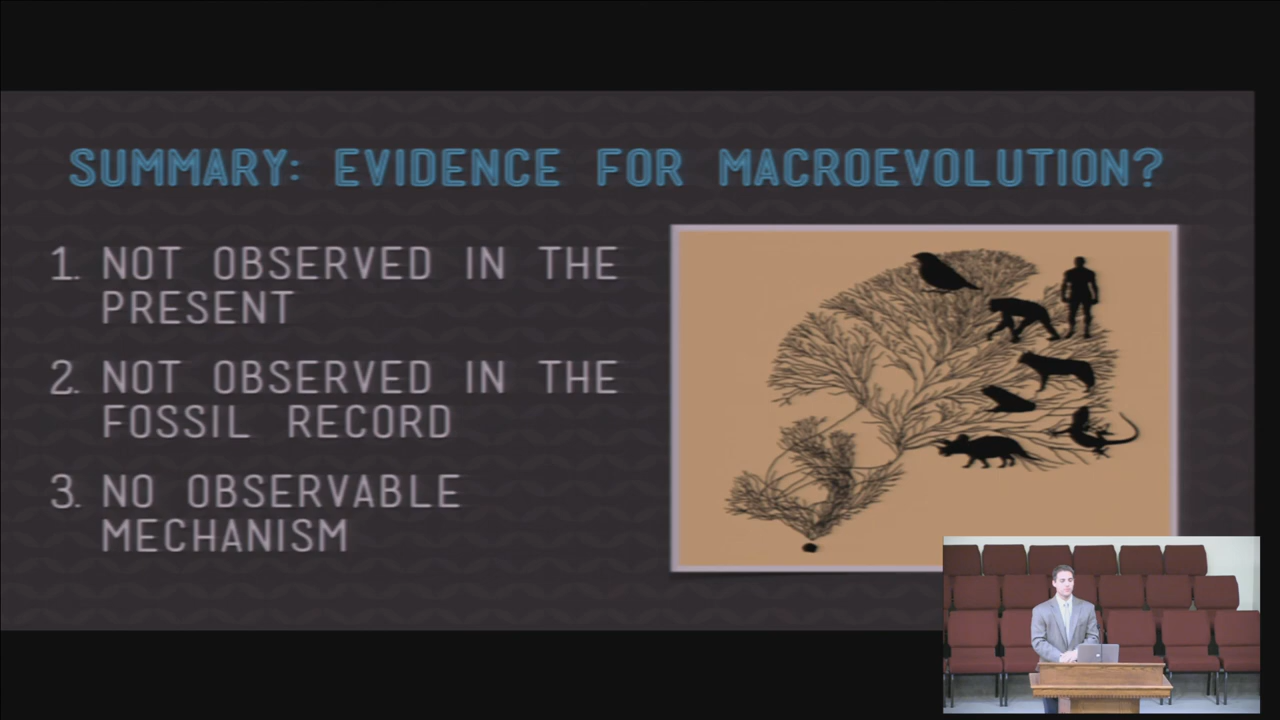 SUMMARY: EVIDENCE FOR MACROEVOLUTION?
1. NOT OBSERVED IN THE
PRESENT
2. NOT OBSERVED IN THE
FOSSIL RECORD
3. NO OBSERVABLE
MECHANISM